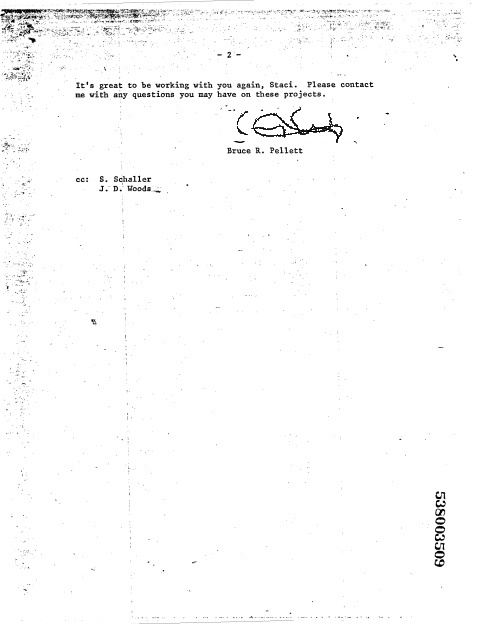 - 2 -
It's great to be working with you again, Staci. Please contact
me with any questions you may have on these projects.
Bruce R. Pellett
cc: S. Schaller
J. D. Woods
538003509